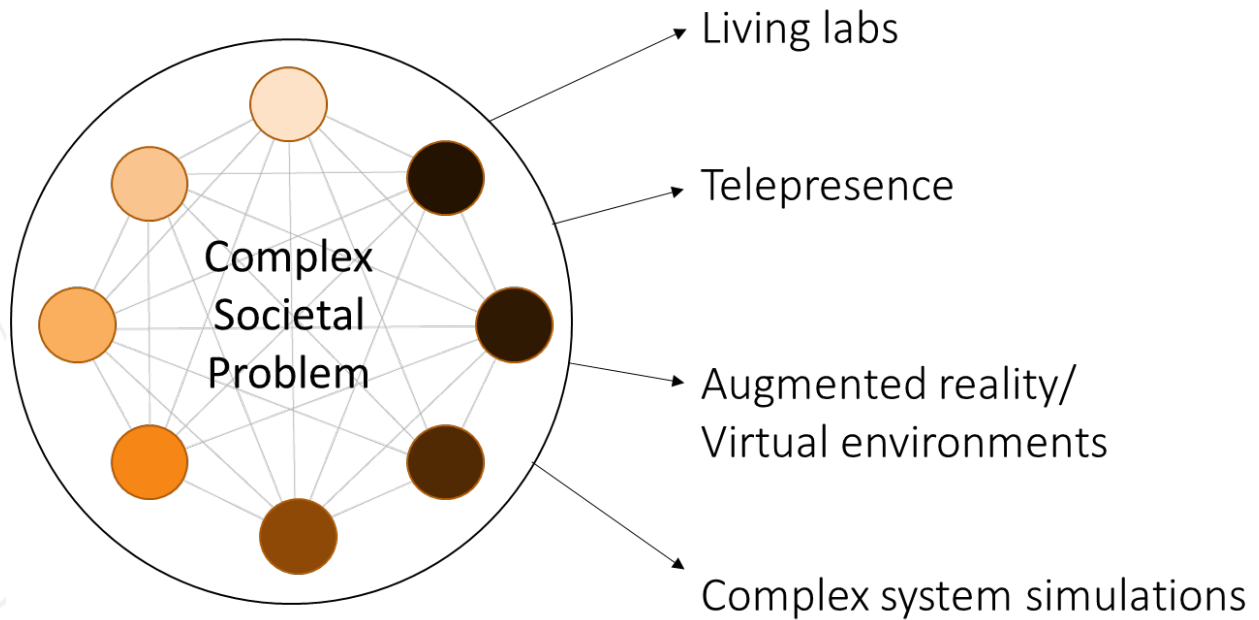 Living labs
Telepresence
Complex
Societal
Problem
Augmented reality/
Virtual environments
Complex system simulations